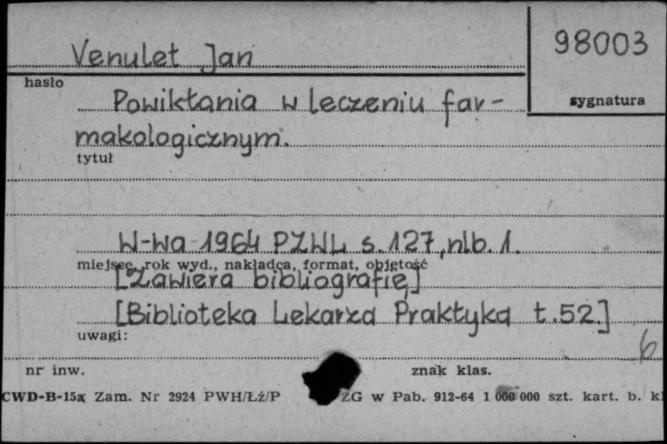 Venulet Jan
98003
hasło
sygnatura
Powikłania w leczeniu far-
makologicznym.
tytuł
W-wa 1964 PZWL s.127, nlb. 1.
miejsce, rok wyd., nakładca, format, objętość
[Zawiera bibliografię]
[Biblioteka Lekarza Praktyka t.52.]
uwagi:
6
nr inw.
znak klas.
CWD-B-15a Zam. Nr 2924 PWH/Łź/P ZG w Pab. 912-64 1 000 000 szt. kart. b. kl